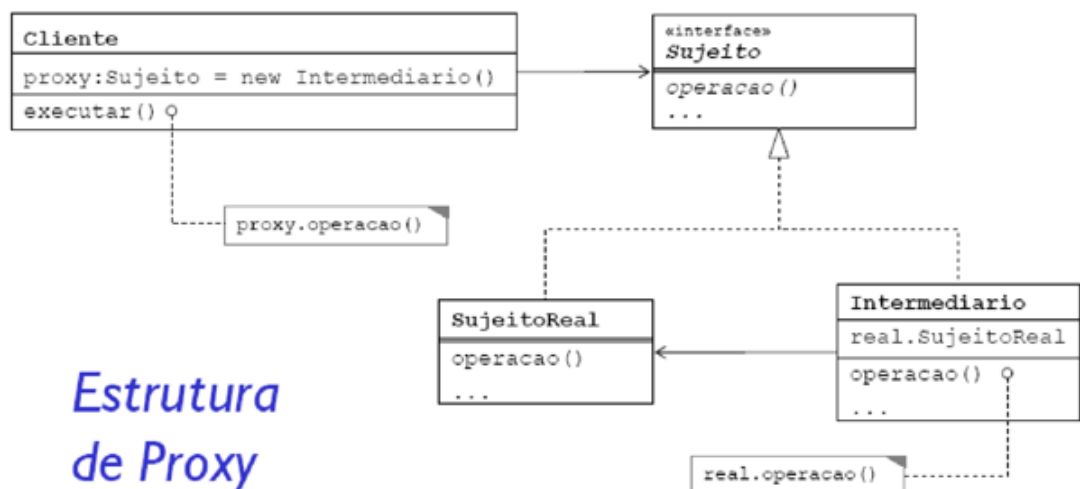 Cliente
proxy:Sujeito = new Intermediario()
executar()
proxy.operacao()
«interface»
Sujeito
operacao()
...
SujeitoReal
operacao()
...
Intermediario
real.SujeitoReal
operacao()
...
real.operacao()
Estrutura
de Proxy